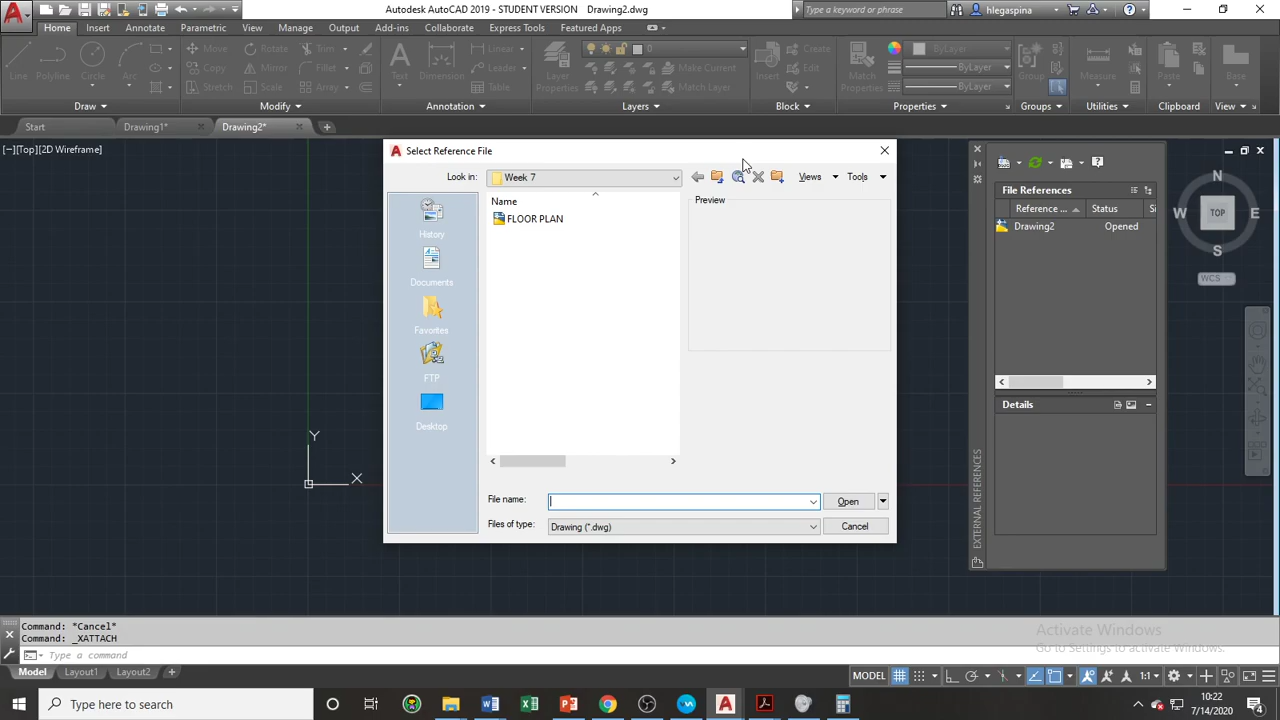 Autodesk AutoCAD 2019 - STUDENT VERSION Drawing2.dwg
Type a keyword or phrase
hlegaspina
Home Insert Annotate Parametric View Manage Output Add-ins Collaborate Express Tools Featured Apps
Line Polyline Circle Arc
Move Rotate Trim
Copy Mirror Fillet
Stretch Scale Array
Text Dimension
Linear
Leader
Table
Layer Properties
0
Make Current
Match Layer
Insert
Create
Edit
Match Properties
ByLayer
ByLayer
ByLayer
Group
Measure
Paste
Base
Draw Modify Annotation Layers Block Properties Groups Utilities Clipboard View
Start Drawing1* Drawing2*
[−][Top][2D Wireframe]
Select Reference File
Look in: Week 7
Views Tools
Name
FLOOR PLAN
Preview
History
Documents
Favorites
FTP
Desktop
File name:
Open
Files of type: Drawing (*.dwg)
Cancel
EXTERNAL REFERENCES
File References
Reference ... Status Si
Drawing2 Opened
Details
N
W TOP E
S
WCS
Y
X
Command: *Cancel*
Command: _XATTACH
Type a command
Activate Windows
Go to Settings to activate Windows.
Model Layout1 Layout2
MODEL
1:1
Type here to search
10:22
7/14/2020
4